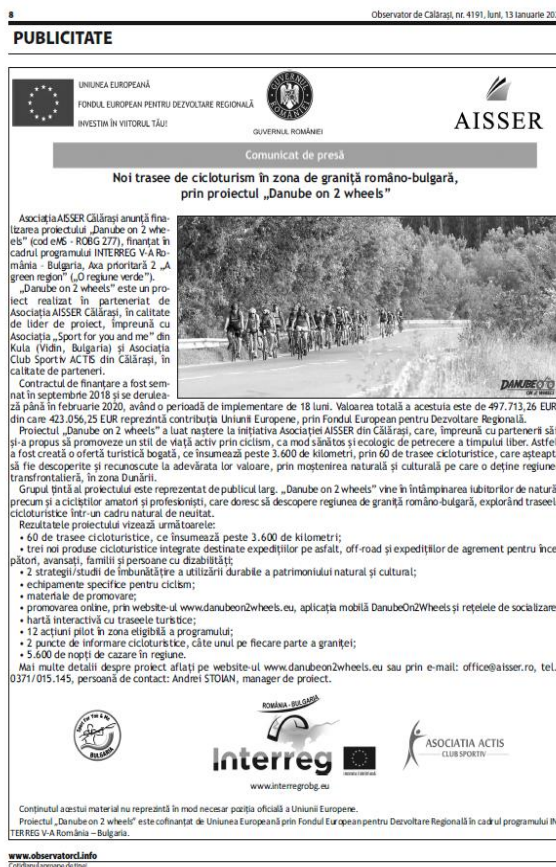 8
Observator de Călărași, nr. 4191, luni, 13 Ianuarie 20
PUBLICITATE
UNIUNEA EUROPEANĂ
FONDUL EUROPEAN PENTRU DEZVOLTARE REGIONALĂ
INVESTIM ÎN VIITORUL TĂU!
GUVERNUL ROMÂNIEI
GUVERNUL ROMÂNIEI
AISSER
Comunicat de presă
Noi trasee de cicloturism în zona de graniță româno-bulgară,
prin proiectul „Danube on 2 wheels”
Asociația AISSER Călărași anunță fina-
lizarea proiectului „Danube on 2 whe-
els” (cod eMS - ROBG 277), finanțat în
cadrul programului INTERREG V-A Ro-
mânia - Bulgaria, Axa prioritară 2 „A
green region” („O regiune verde”).
„Danube on 2 wheels” este un pro-
iect realizat în parteneriat de
Asociația AISSER Călărași, în calitate
de lider de proiect, împreună cu
Asociația „Sport for you and me” din
Kula (Vidin, Bulgaria) și Asociația
Club Sportiv ACTIS din Călărași, în
calitate de parteneri.
Contractul de finanțare a fost sem-
nat în septembrie 2018 și se derulea-
ză până în februarie 2020, având o perioadă de implementare de 18 luni. Valoarea totală a acestuia este de 497.713,26 EUR
din care 423.056,25 EUR reprezintă contribuția Uniunii Europene, prin Fondul European pentru Dezvoltare Regională.
Proiectul „Danube on 2 wheels” a luat naștere la inițiativa Asociației AISSER din Călărași, care, împreună cu partenerii să
și-a propus să promoveze un stil de viață activ prin ciclism, ca mod sănătos și ecologic de petrecere a timpului liber. Astfe
a fost creată o ofertă turistică bogată, ce însumează peste 3.600 de kilometri, prin 60 de trasee cicloturistice, care așteapt
să fie descoperite și recunoscute la adevărata lor valoare, prin moștenirea naturală și culturală pe care o deține regiune
transfrontalieră, în zona Dunării.
Grupul țintă al proiectului este reprezentat de publicul larg. „Danube on 2 wheels” vine în întâmpinarea iubitorilor de natură
precum și a cicliștilor amatori și profesioniști, care doresc să descopere regiunea de graniță româno-bulgară, explorând traseel
cicloturistice într-un cadru natural de neuitat.
Rezultatele proiectului vizează următoarele:
• 60 de trasee cicloturistice, ce însumează peste 3.600 de kilometri;
• trei noi produse cicloturistice integrate destinate expedițiilor pe asfalt, off-road și expedițiilor de agrement pentru înce
pători, avansați, familii și persoane cu dizabilități;
• 2 strategii/studii de îmbunătățire a utilizării durabile a patrimoniului natural și cultural;
• echipamente specifice pentru ciclism;
• materiale de promovare;
• promovarea online, prin website-ul www.danubeon2wheels.eu, aplicația mobilă DanubeOn2Wheels și rețelele de socializare
• hartă interactivă cu traseele turistice;
• 12 acțiuni pilot în zona eligibilă a programului;
• 2 puncte de informare cicloturistică, câte unul pe fiecare parte a graniței;
• 5.600 de nopți de cazare în regiune.
Mai multe detalii despre proiect aflați pe website-ul www.danubeon2wheels.eu sau prin e-mail: office@aisser.ro, tel.
0371/015.145, persoană de contact: Andrei STOIAN, manager de proiect.
DANUBE
Sport For You & Me
BULGARIA
ROMÂNIA - BULGARIA
Interreg
www.interregrobg.eu
ASOCIATIA ACTIS
CLUB SPORTIV
Conținutul acestui material nu reprezintă în mod necesar poziția oficială a Uniunii Europene.
Proiectul „Danube on 2 wheels” este cofinanțat de Uniunea Europeană prin Fondul European pentru Dezvoltare Regională în cadrul programului IN
TERREG V-A România – Bulgaria.
www.observatorcl.info